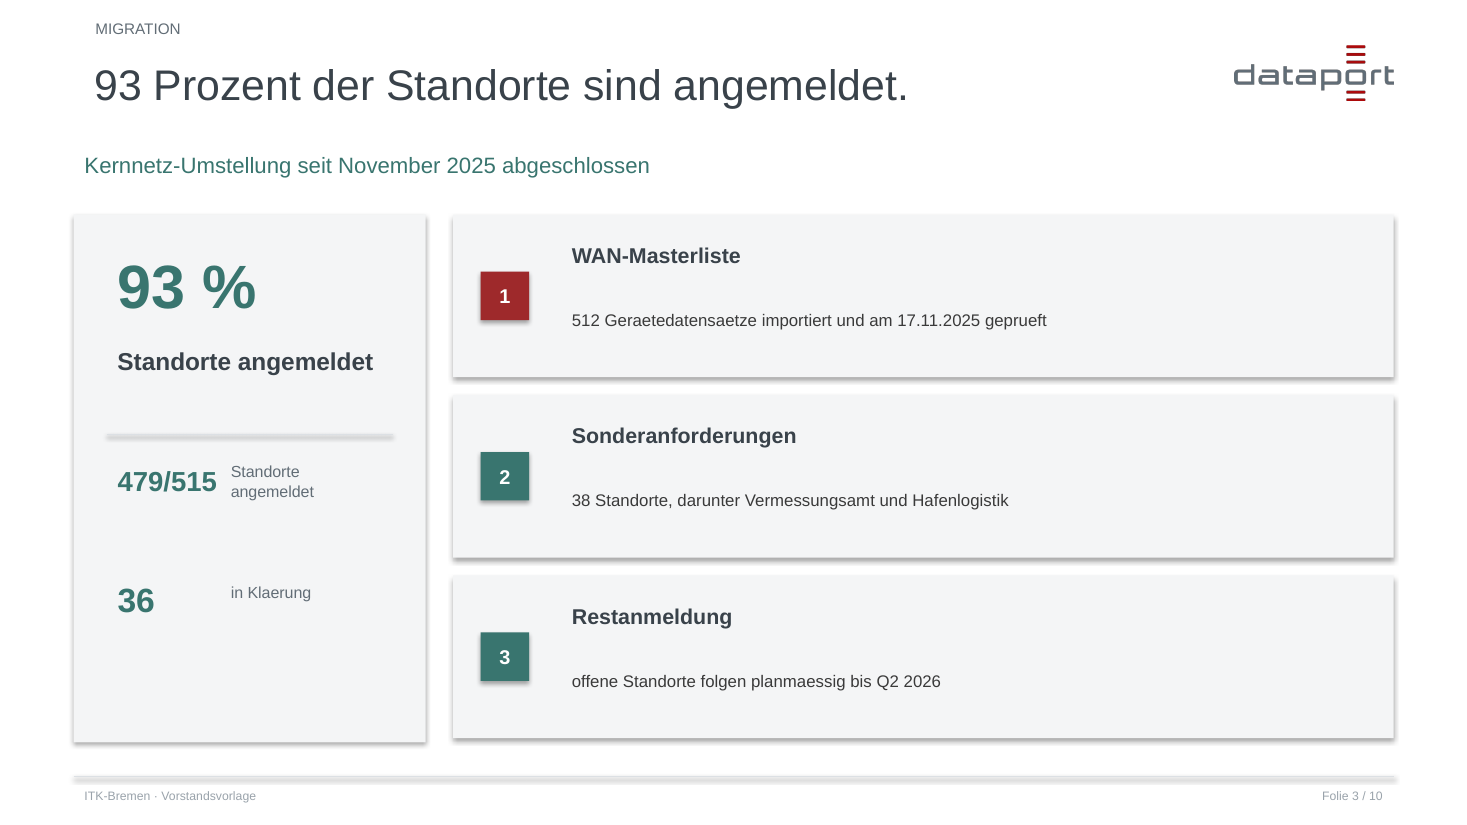 MIGRATION
93 Prozent der Standorte sind angemeldet.
dataport
Kernnetz-Umstellung seit November 2025 abgeschlossen
93 %
Standorte angemeldet
479/515
Standorte
angemeldet
36
in Klaerung
1
WAN-Masterliste
512 Geraetedatensaetze importiert und am 17.11.2025 geprueft
2
Sonderanforderungen
38 Standorte, darunter Vermessungsamt und Hafenlogistik
3
Restanmeldung
offene Standorte folgen planmaessig bis Q2 2026
ITK-Bremen · Vorstandsvorlage
Folie 3 / 10